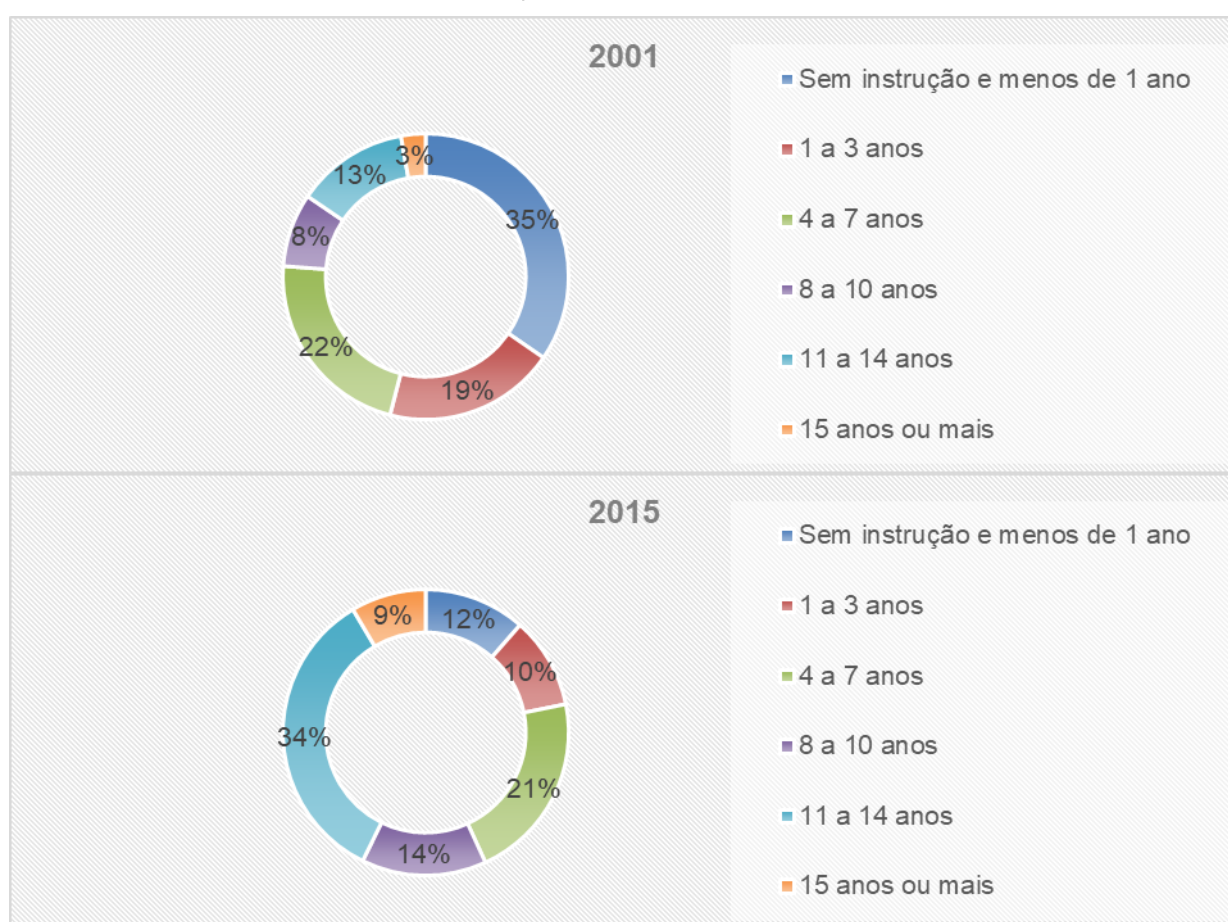 2001
Sem instrução e menos de 1 ano
1 a 3 anos
4 a 7 anos
8 a 10 anos
11 a 14 anos
15 anos ou mais
3%
13%
35%
8%
22%
19%
2015
Sem instrução e menos de 1 ano
1 a 3 anos
4 a 7 anos
8 a 10 anos
11 a 14 anos
15 anos ou mais
9%
12%
10%
34%
21%
14%